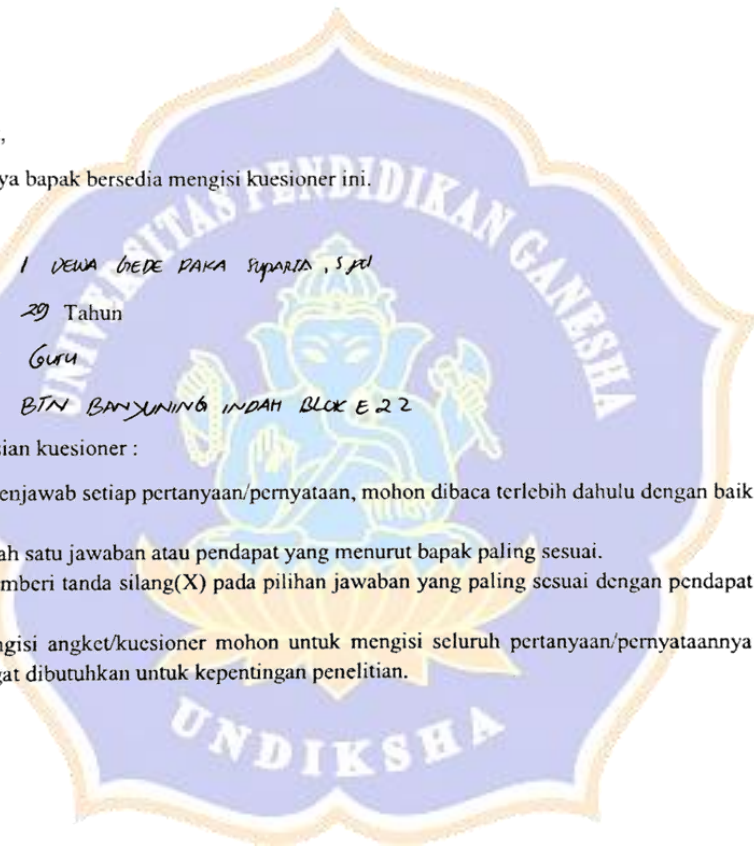 ,
ya bapak bersedia mengisi kuesioner ini.
UNIVERSITAS PENDIDIKAN GANESHA
I DEWA GEDE DAKA SUPARTA, S.pd
29 Tahun
Guru
BTN BANYUNING INDAH BLOK E 22
sian kuesioner :
enjawab setiap pertanyaan/pernyataan, mohon dibaca terlebih dahulu dengan baik
ah satu jawaban atau pendapat yang menurut bapak paling sesuai.
mberi tanda silang(X) pada pilihan jawaban yang paling sesuai dengan pendapat
ngisi angket/kuesioner mohon untuk mengisi seluruh pertanyaan/pernyataannya
gat dibutuhkan untuk kepentingan penelitian.
UNDIKSHA